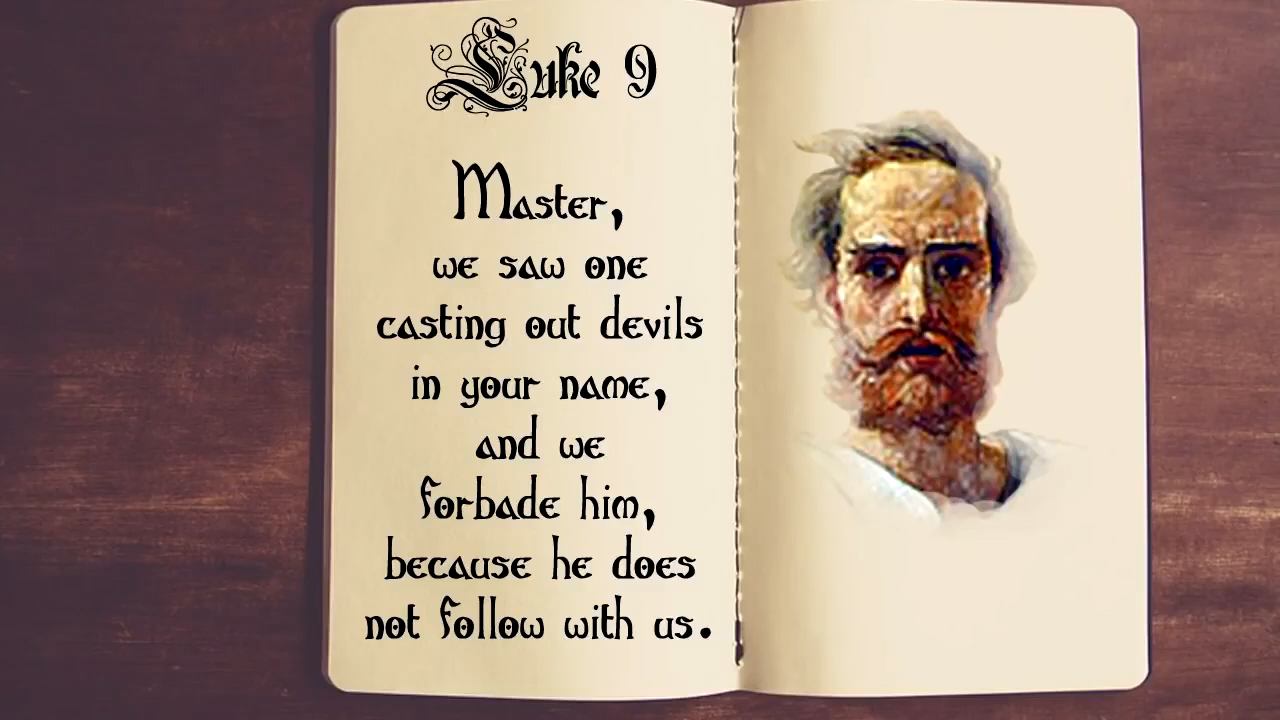 Luke 9
Master,
we saw one
casting out devils
in your name,
and we
forbade him,
because he does
not follow with us.